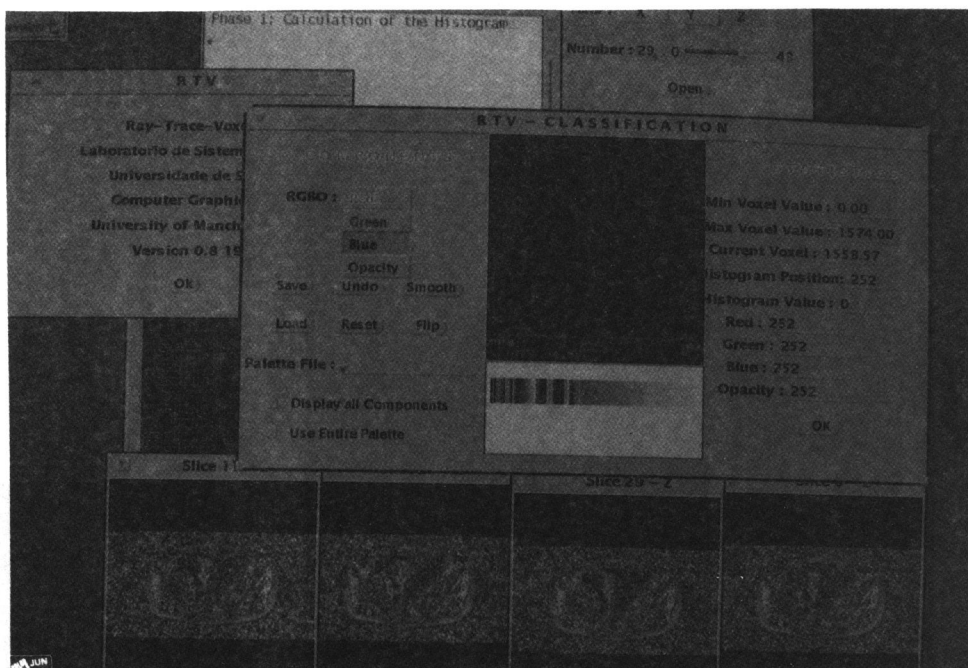 Phase 1: Calculation of the Histogram
X Y Z
Number : 29 0
Open
RTV
Ray-Trace-Vox
Laboratorio de Sistem
Universidade de S
Computer Graphi
University of Manch
Version 0.8 19
OK
RTV - CLASSIFICATION
RGBO :
Green
Blue
Opacity
Save Undo Smooth
Load Reset Flip
Palette File :
Display all Components
Use Entire Palette
Min Voxel Value : 0.00
Max Voxel Value : 1574.00
Current Voxel : 1558.57
Histogram Position: 252
Histogram Value : 0
Red : 252
Green : 252
Blue : 252
Opacity : 252
OK
Slice 11
Slice 29 - Z
JUN